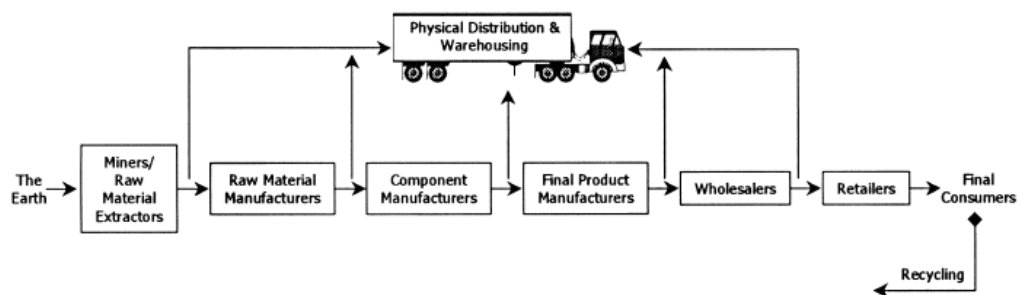 Physical Distribution &
Warehousing
The
Earth
Miners/
Raw
Material
Extractors
Raw Material
Manufacturers
Component
Manufacturers
Final Product
Manufacturers
Wholesalers
Retailers
Final
Consumers
Recycling